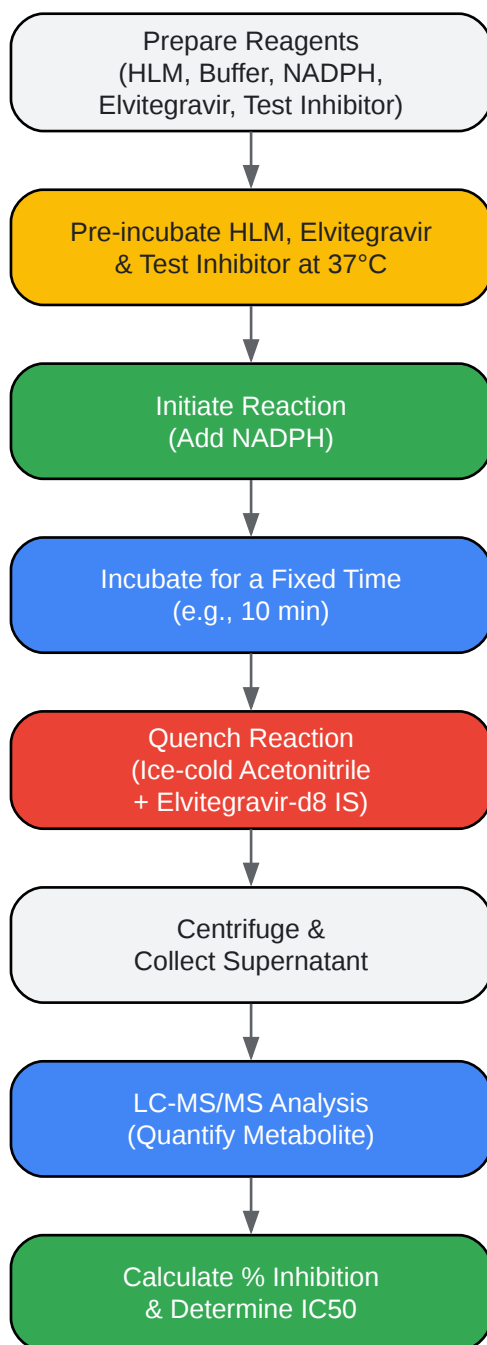 Prepare Reagents
(HLM, Buffer, NADPH,
Elvitegravir, Test Inhibitor)
Pre-incubate HLM, Elvitegravir
& Test Inhibitor at 37°C
Initiate Reaction
(Add NADPH)
Incubate for a Fixed Time
(e.g., 10 min)
Quench Reaction
(Ice-cold Acetonitrile
+ Elvitegravir-d8 IS)
Centrifuge &
Collect Supernatant
LC-MS/MS Analysis
(Quantify Metabolite)
Calculate % Inhibition
& Determine IC50